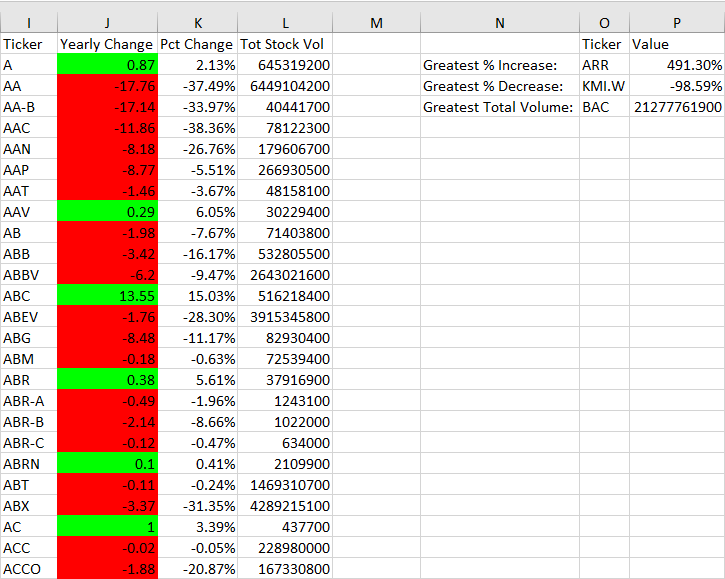 I J K L M N O P
Ticker Yearly Change Pct Change Tot Stock Vol Ticker Value
A 0.87 2.13% 645319200 Greatest % Increase: ARR 491.30%
AA -17.76 -37.49% 6449104200 Greatest % Decrease: KMI.W -98.59%
AA-B -17.14 -33.97% 40441700 Greatest Total Volume: BAC 21277761900
AAC -11.86 -38.36% 78122300
AAN -8.18 -26.76% 179606700
AAP -8.77 -5.51% 266930500
AAT -1.46 -3.67% 48158100
AAV 0.29 6.05% 30229400
AB -1.98 -7.67% 71403800
ABB -3.42 -16.17% 532805500
ABBV -6.2 -9.47% 2643021600
ABC 13.55 15.03% 516218400
ABEV -1.76 -28.30% 3915345800
ABG -8.48 -11.17% 82930400
ABM -0.18 -0.63% 72539400
ABR 0.38 5.61% 37916900
ABR-A -0.49 -1.96% 1243100
ABR-B -2.14 -8.66% 1022000
ABR-C -0.12 -0.47% 634000
ABRN 0.1 0.41% 2109900
ABT -0.11 -0.24% 1469310700
ABX -3.37 -31.35% 4289215100
AC 1 3.39% 437700
ACC -0.02 -0.05% 228980000
ACCO -1.88 -20.87% 167330800